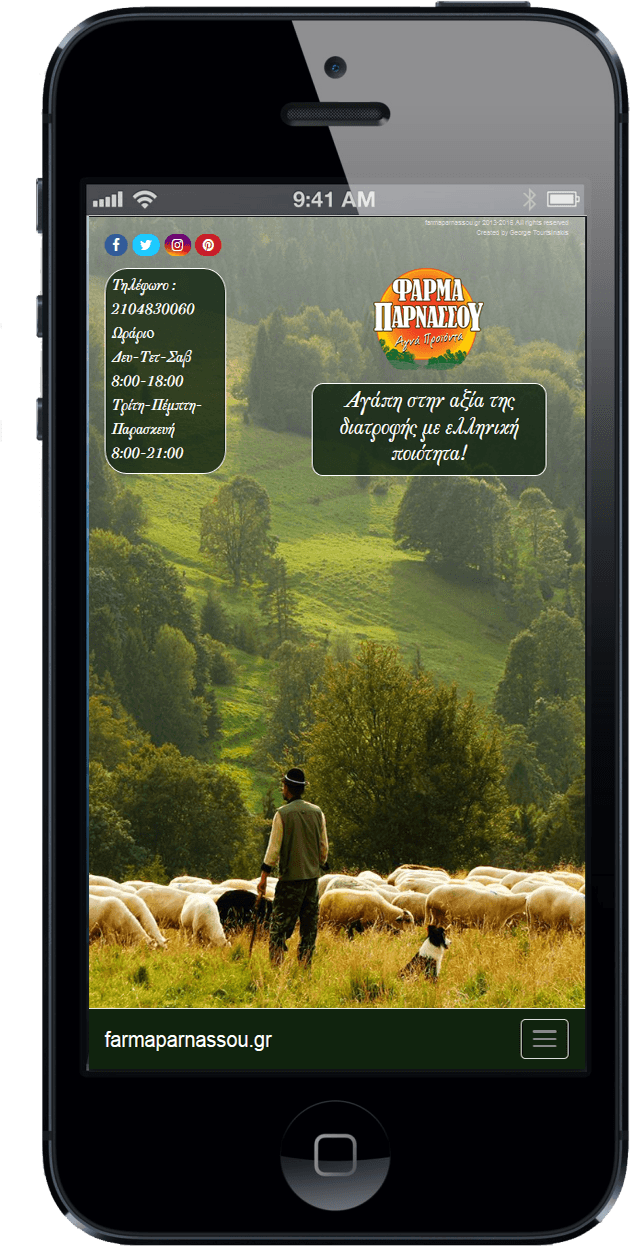 9:41 AM
farmaparnassou.gr 2013-2016 All rights reserved
Created by George Tourtsinakis
Τηλέφωνο :
2104830060
Ωράριο
Δευ-Τετ-Σαβ
8:00-18:00
Τρίτη-Πέμπτη-
Παρασκευή
8:00-21:00
ΦΑΡΜΑ
ΠΑΡΝΑΣΣΟΥ
Αγνά Προϊόντα
Αγάπη στην αξία της
διατροφής με ελληνική
ποιότητα!
farmaparnassou.gr